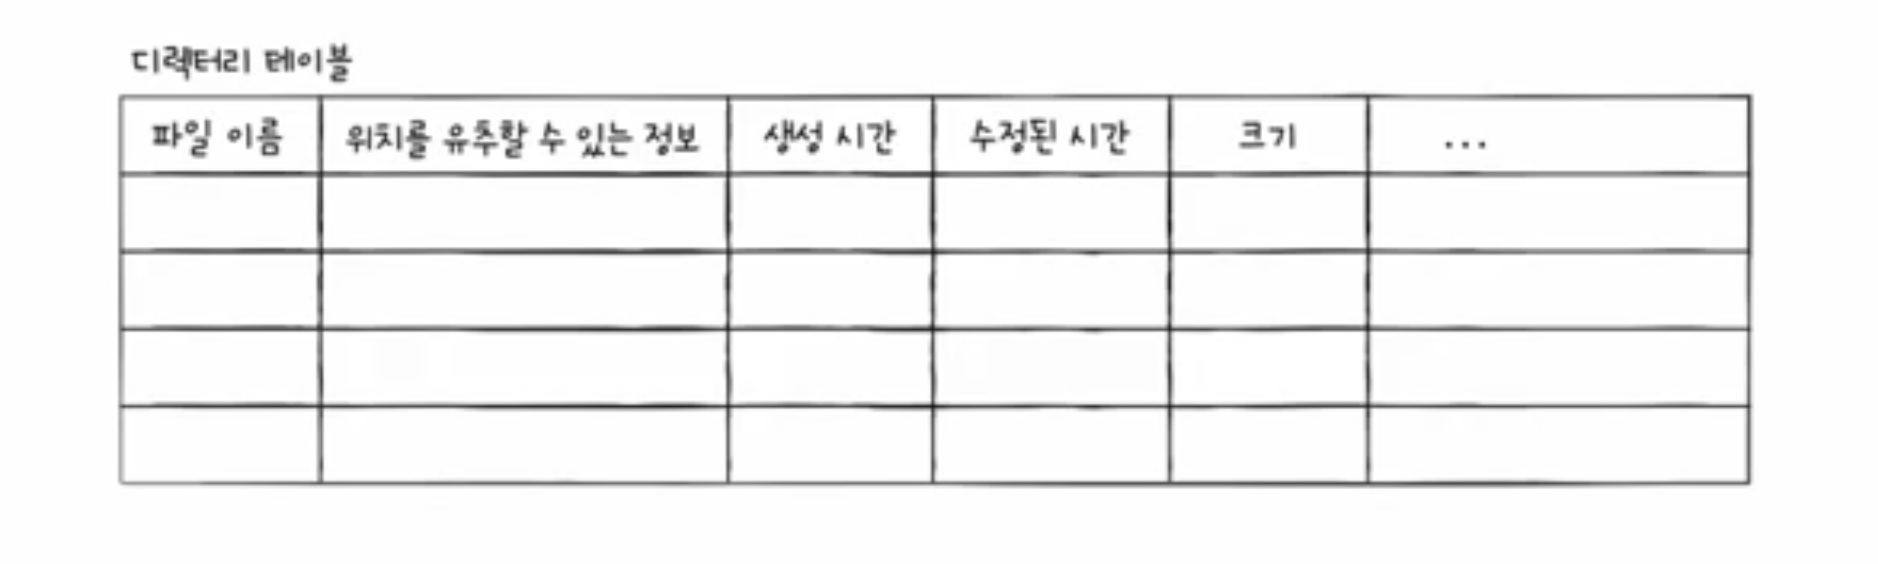 디렉터리 테이블
파일 이름 위치를 유추할 수 있는 정보 생성 시간 수정된 시간 크기 ...